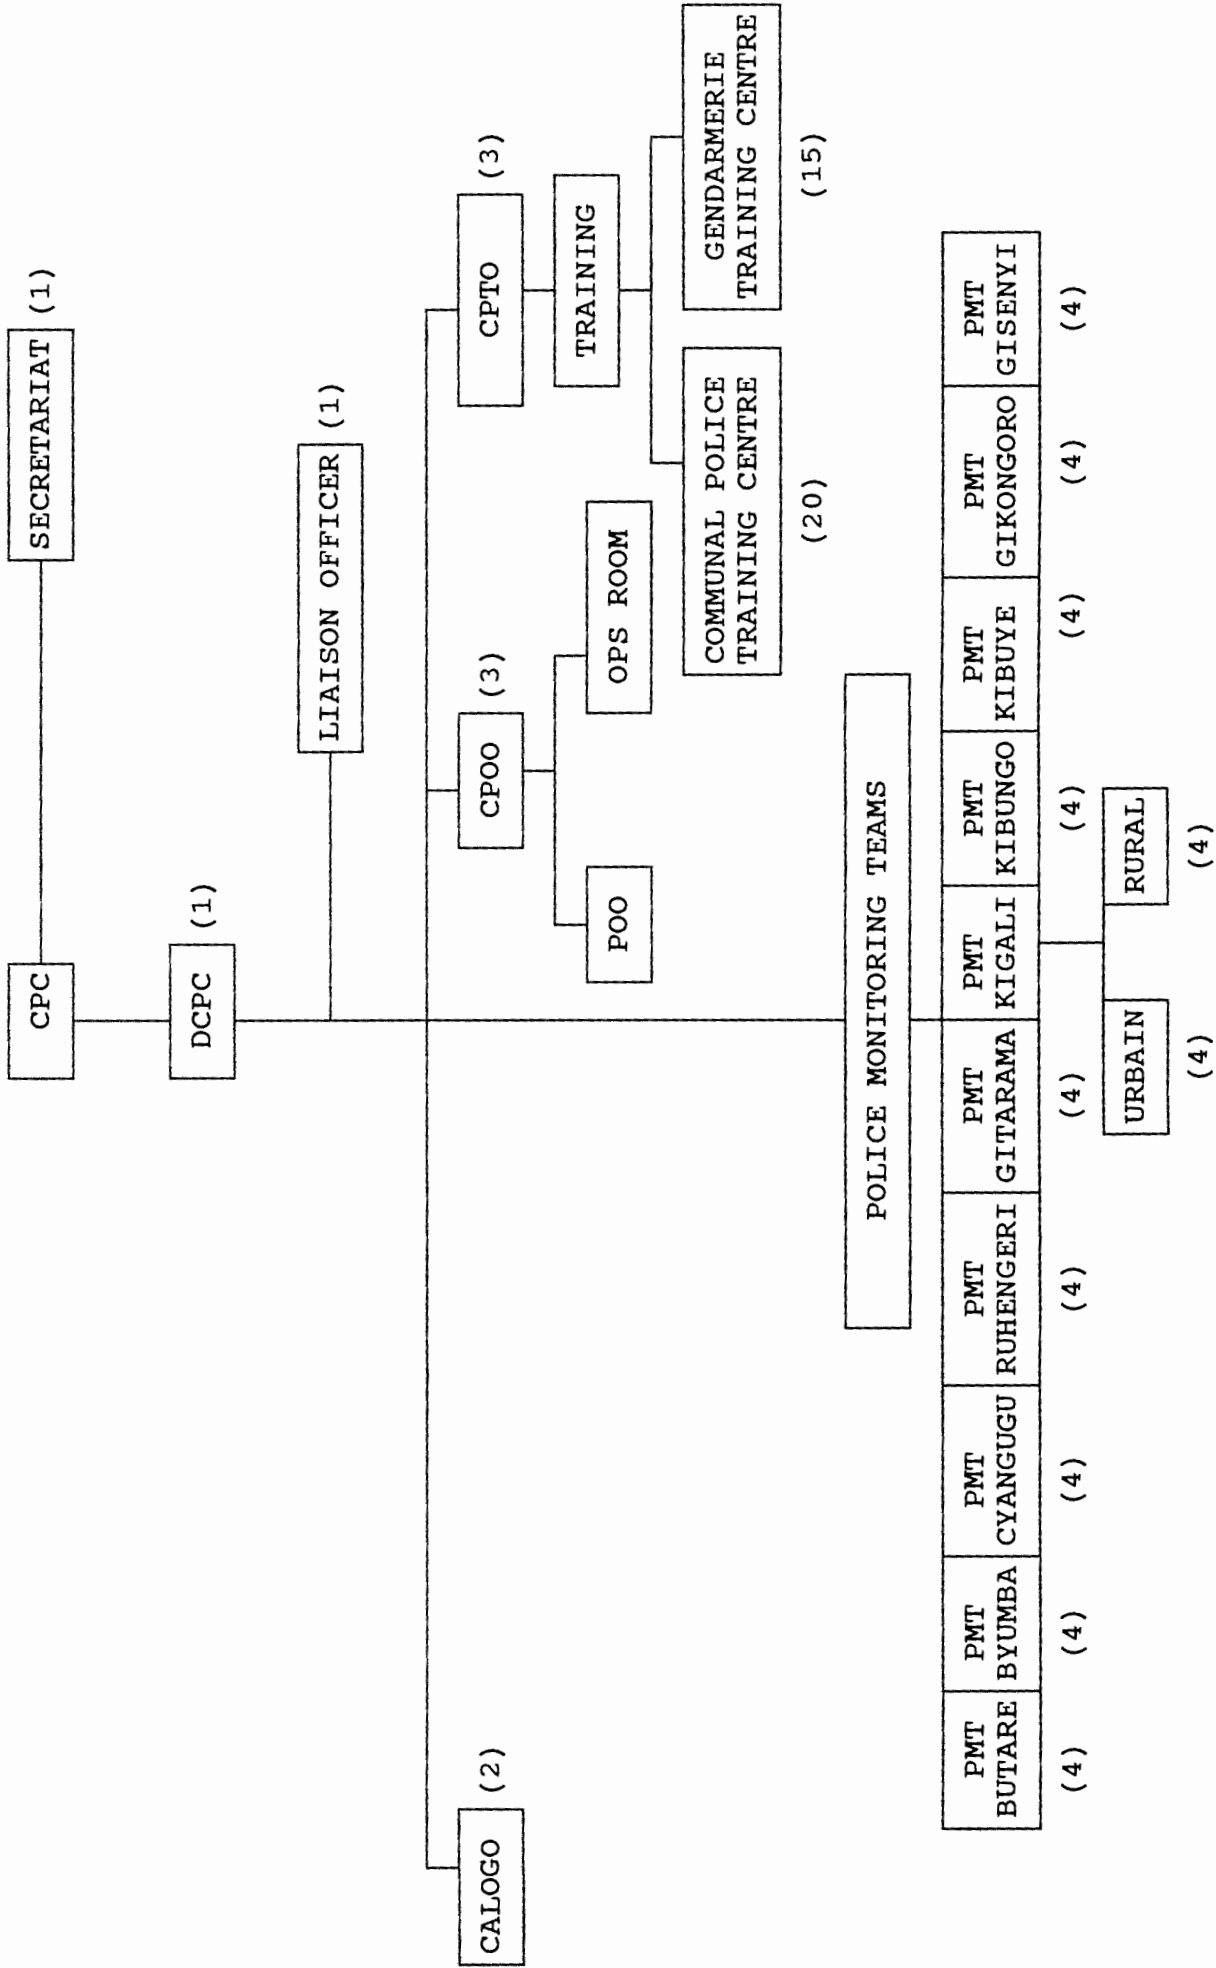 CPC
SECRETARIAT (1)
DCPC (1)
LIAISON OFFICER (1)
CALOGO (2)
CPOO (3)
CPTO (3)
POO
OPS ROOM
TRAINING
COMMUNAL POLICE
TRAINING CENTRE
(20)
GENDARMERIE
TRAINING CENTRE
(15)
POLICE MONITORING TEAMS
PMT
BUTARE
(4)
PMT
BYUMBA
(4)
PMT
CYANGUGU
(4)
PMT
RUHENGERI
(4)
PMT
GITARAMA
(4)
PMT
KIGALI
PMT
KIBUNGO
(4)
PMT
KIBUYE
(4)
PMT
GIKONGORO
(4)
PMT
GISENYI
(4)
URBAIN
(4)
RURAL
(4)